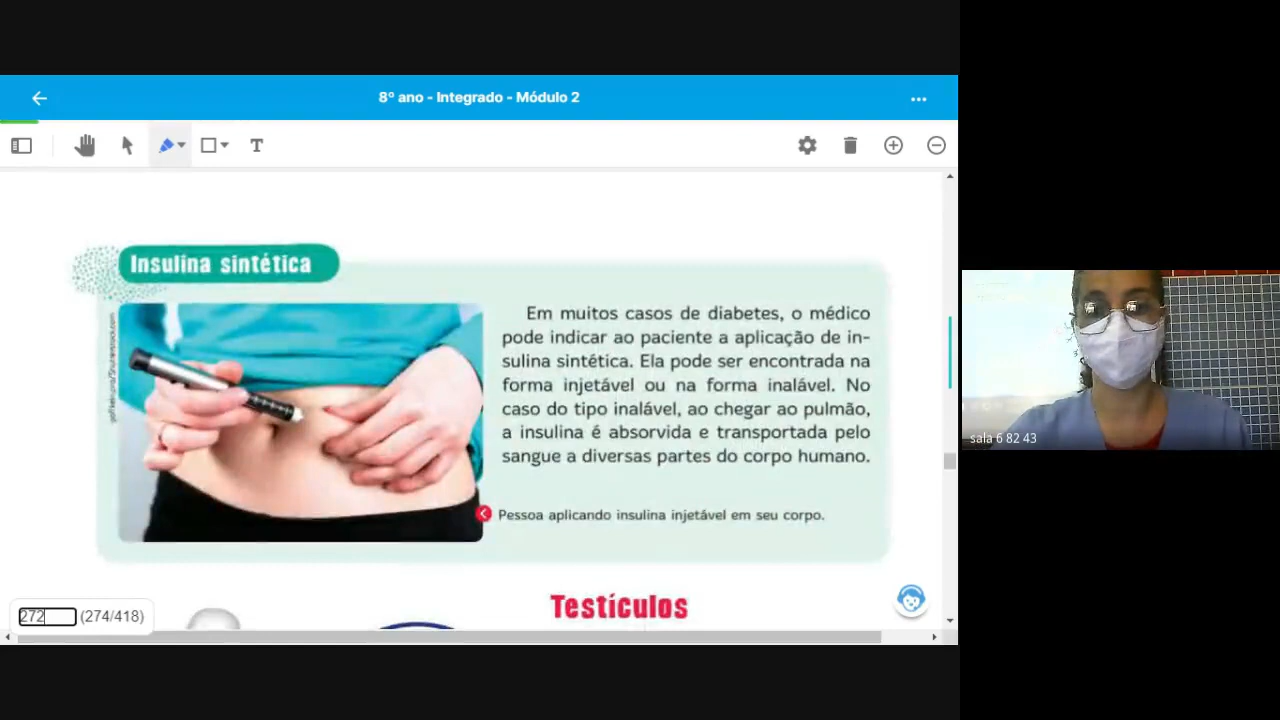 8º ano - Integrado - Módulo 2
T
Insulina sintética
Em muitos casos de diabetes, o médico
pode indicar ao paciente a aplicação de in-
sulina sintética. Ela pode ser encontrada na
forma injetável ou na forma inalável. No
caso do tipo inalável, ao chegar ao pulmão,
a insulina é absorvida e transportada pelo
sangue a diversas partes do corpo humano.
Pessoa aplicando insulina injetável em seu corpo.
Testículos
272 (274/418)
sala 6 82 43